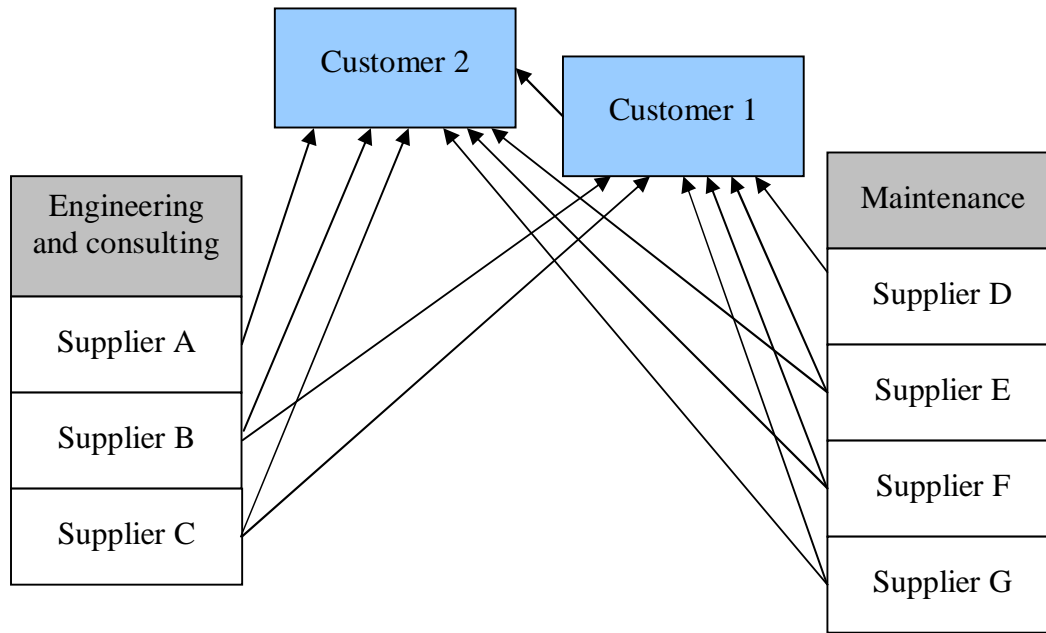 Customer 2
Customer 1
Engineering
and consulting
Supplier A
Supplier B
Supplier C
Maintenance
Supplier D
Supplier E
Supplier F
Supplier G